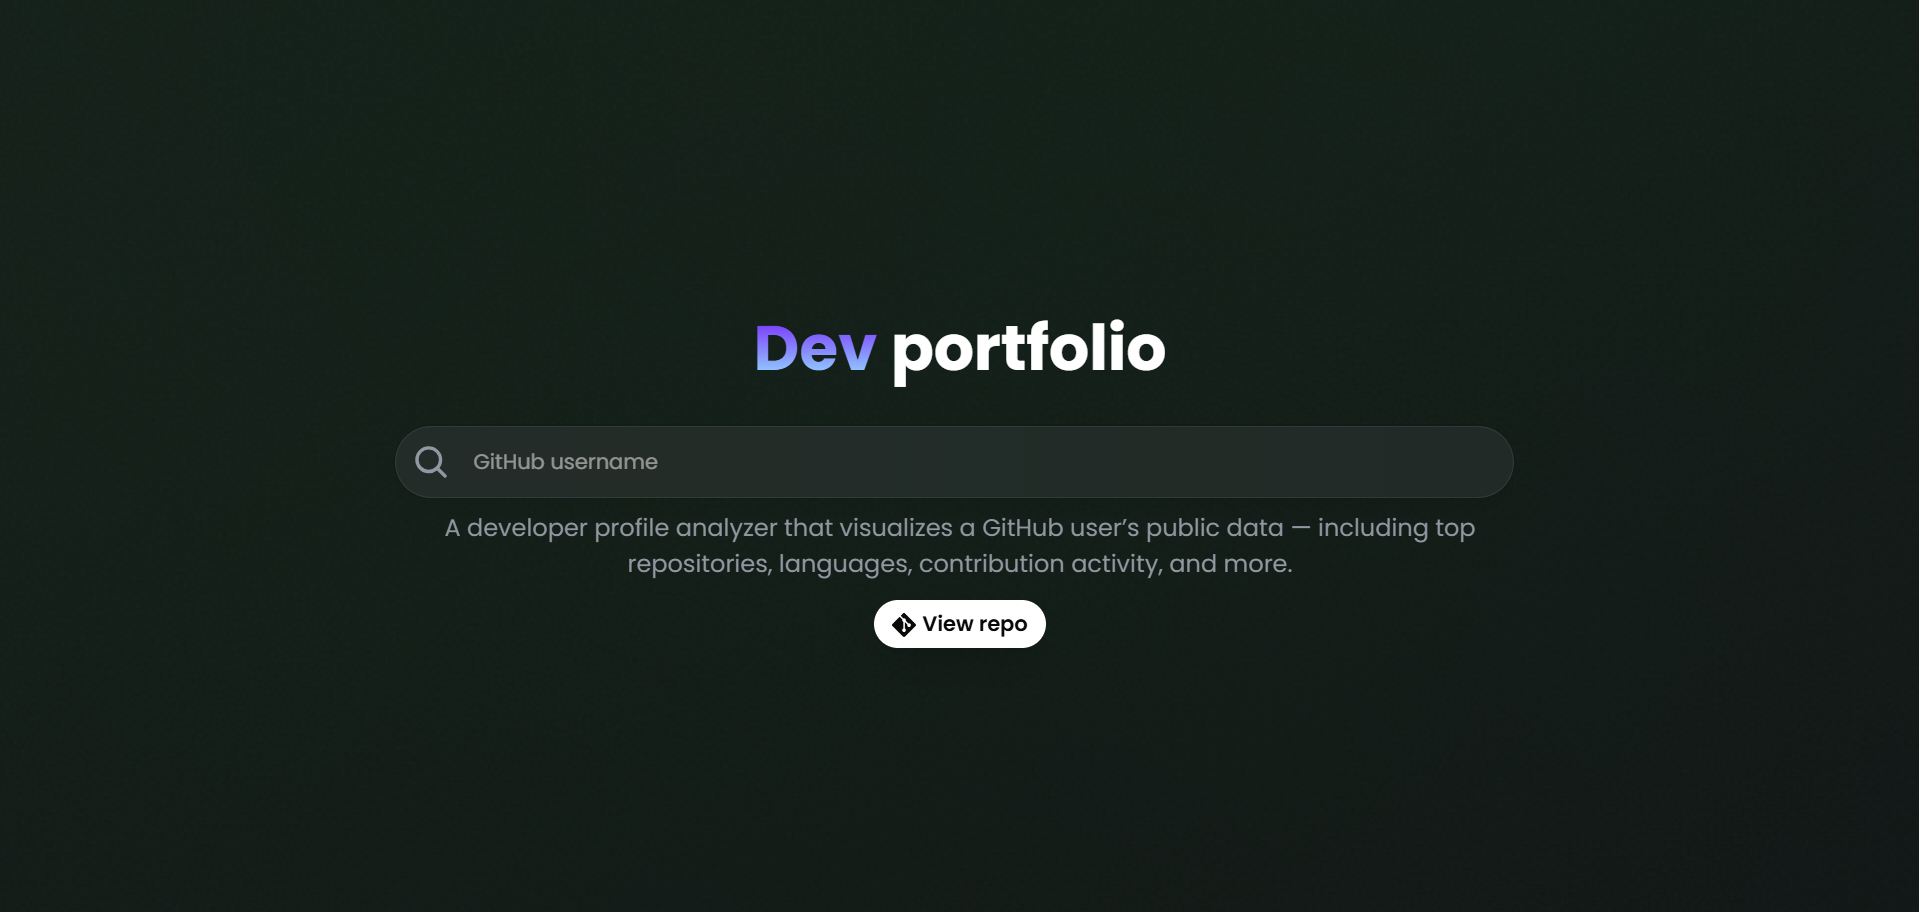 Dev portfolio
GitHub username
A developer profile analyzer that visualizes a GitHub user’s public data — including top
repositories, languages, contribution activity, and more.
View repo